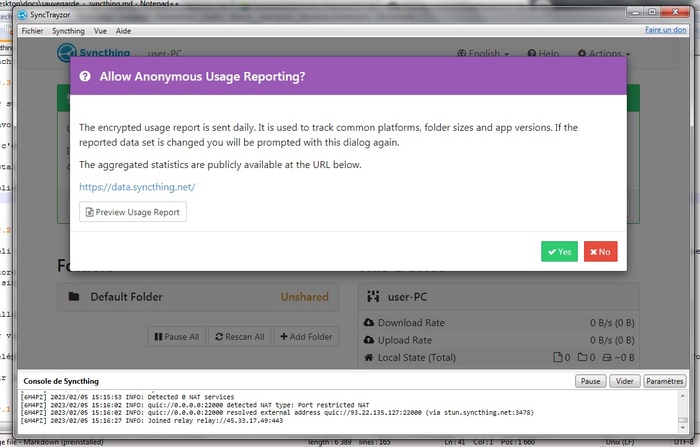 esktop\docs\sauvegarde - syncthing.md - Notepad++
SyncTrayzor
Fichier Syncthing Vue Aide
Faire un don
Syncthing user-PC English Help Actions
Allow Anonymous Usage Reporting?
The encrypted usage report is sent daily. It is used to track common platforms, folder sizes and app versions. If the
reported data set is changed you will be prompted with this dialog again.
The aggregated statistics are publicly available at the URL below.
https://data.syncthing.net/
Preview Usage Report
Yes No
Default Folder Unshared
Pause All Rescan All + Add Folder
This Device
user-PC
Download Rate 0 B/s (0 B)
Upload Rate 0 B/s (0 B)
Local State (Total) 0 0 ~0 B
Console de Syncthing
Pause Vider Paramètres
[6M4PZ] 2023/02/05 15:15:53 INFO: Detected 0 NAT services
[6M4PZ] 2023/02/05 15:16:02 INFO: quic://0.0.0.0:22000 detected NAT type: Port restricted NAT
[6M4PZ] 2023/02/05 15:16:02 INFO: quic://0.0.0.0:22000 resolved external address quic://93.22.135.127:22000 (via stun.syncthing.net:3478)
[6M4PZ] 2023/02/05 15:16:27 INFO: Joined relay relay://45.33.17.49:443
ge file - Markdown (preinstalled) length : 6 389 lines : 165 Ln : 41 Col : 1 Pos : 1 660 Unix (LF)